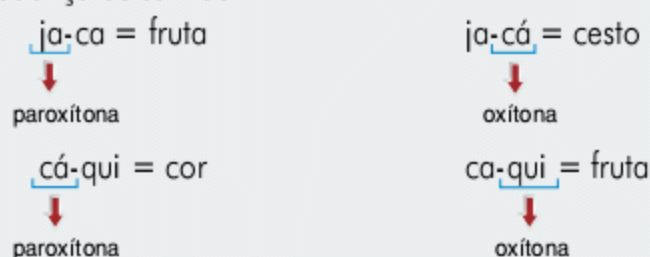 ja-ca = fruta
ja-cá = cesto
paroxítona
oxítona
cá-qui = cor
ca-qui = fruta
paroxítona
oxítona